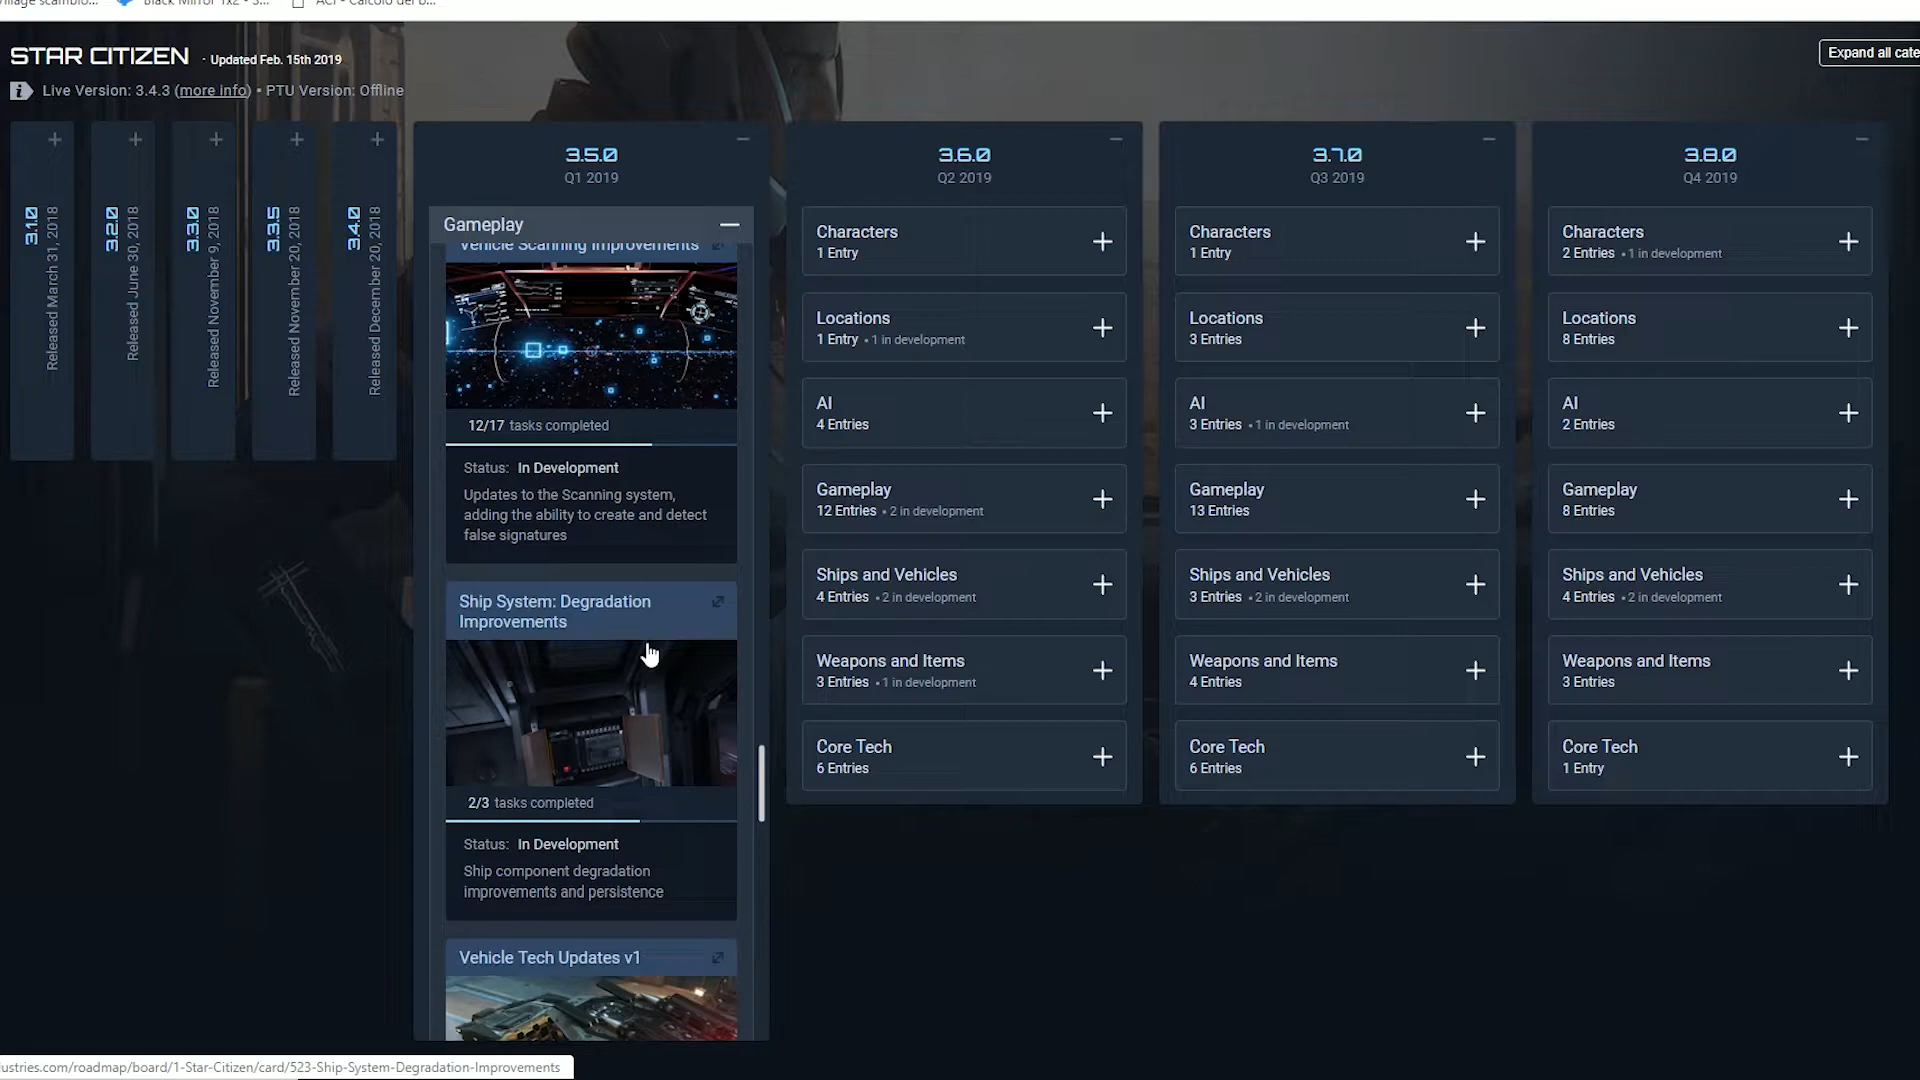 Black Mirror 1x2 - S...
STAR CITIZEN · Updated Feb. 15th 2019
Live Version: 3.4.3 (more info) • PTU Version: Offline
Expand all cate
3.1.0
Released March 31, 2018
3.2.0
Released June 30, 2018
3.3.0
Released November 9, 2018
3.3.5
Released November 20, 2018
3.4.0
Released December 20, 2018
3.5.0
Q1 2019
Gameplay
Vehicle Scanning Improvements
12/17 tasks completed
Status: In Development
Updates to the Scanning system,
adding the ability to create and detect
false signatures
Ship System: Degradation
Improvements
2/3 tasks completed
Status: In Development
Ship component degradation
improvements and persistence
Vehicle Tech Updates v1
3.6.0
Q2 2019
Characters
1 Entry
Locations
1 Entry • 1 in development
AI
4 Entries
Gameplay
12 Entries • 2 in development
Ships and Vehicles
4 Entries • 2 in development
Weapons and Items
3 Entries • 1 in development
Core Tech
6 Entries
3.7.0
Q3 2019
Characters
1 Entry
Locations
3 Entries
AI
3 Entries • 1 in development
Gameplay
13 Entries
Ships and Vehicles
3 Entries • 2 in development
Weapons and Items
4 Entries
Core Tech
6 Entries
3.8.0
Q4 2019
Characters
2 Entries • 1 in development
Locations
8 Entries
AI
2 Entries
Gameplay
8 Entries
Ships and Vehicles
4 Entries • 2 in development
Weapons and Items
3 Entries
Core Tech
1 Entry
ustries.com/roadmap/board/1-Star-Citizen/card/523-Ship-System-Degradation-Improvements